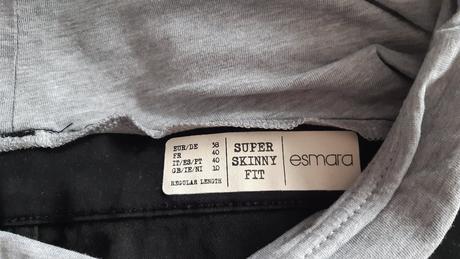 EUR/DE 38
FR 40
IT/ES/PT 40
GB/IE/NI 10
REGULAR LENGTH
SUPER
SKINNY
FIT
esmara